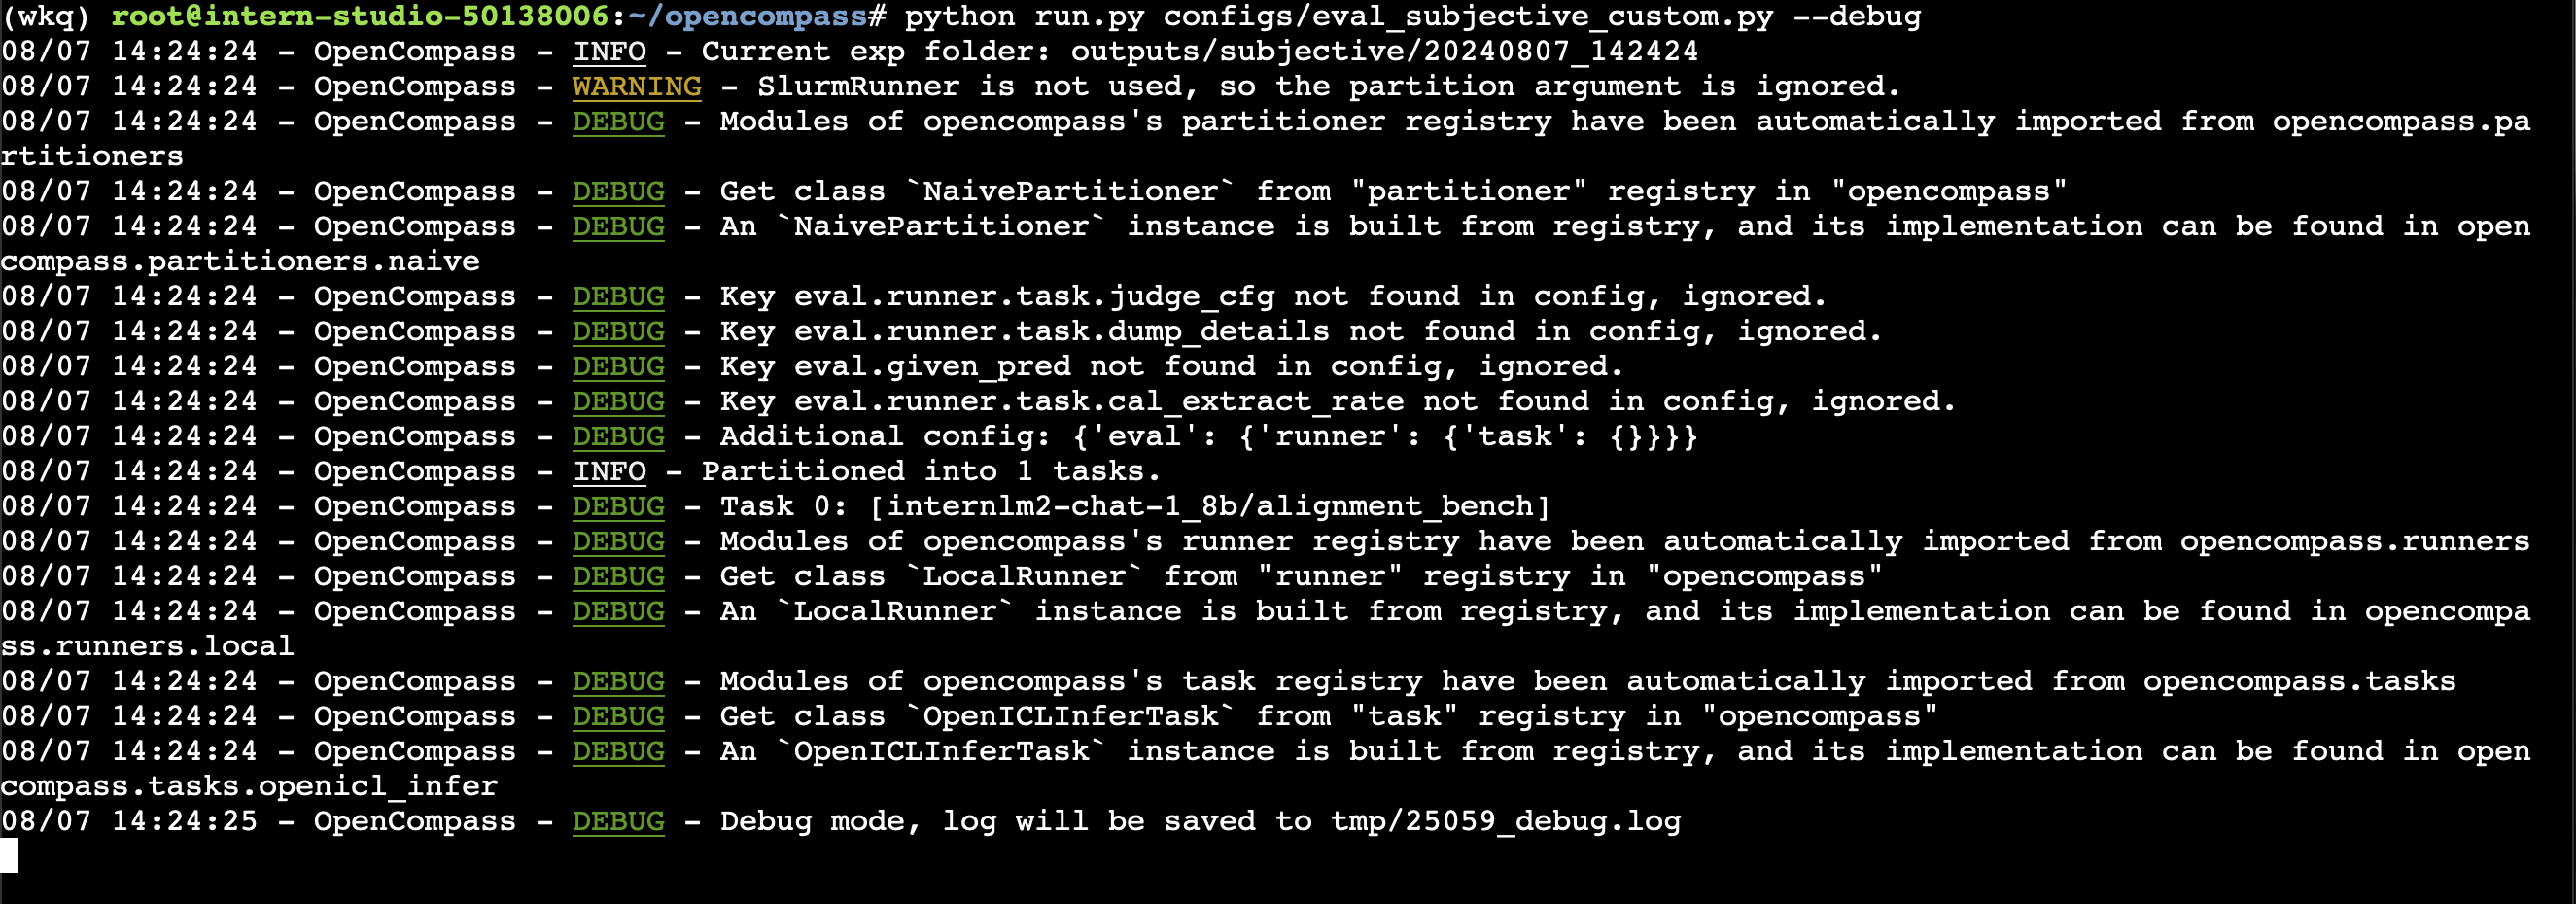 (wkq) root@intern-studio-50138006:~/opencompass# python run.py configs/eval_subjective_custom.py --debug
08/07 14:24:24 - OpenCompass - INFO - Current exp folder: outputs/subjective/20240807_142424
08/07 14:24:24 - OpenCompass - WARNING - SlurmRunner is not used, so the partition argument is ignored.
08/07 14:24:24 - OpenCompass - DEBUG - Modules of opencompass's partitioner registry have been automatically imported from opencompass.pa
rtitioners
08/07 14:24:24 - OpenCompass - DEBUG - Get class `NaivePartitioner` from "partitioner" registry in "opencompass"
08/07 14:24:24 - OpenCompass - DEBUG - An `NaivePartitioner` instance is built from registry, and its implementation can be found in open
compass.partitioners.naive
08/07 14:24:24 - OpenCompass - DEBUG - Key eval.runner.task.judge_cfg not found in config, ignored.
08/07 14:24:24 - OpenCompass - DEBUG - Key eval.runner.task.dump_details not found in config, ignored.
08/07 14:24:24 - OpenCompass - DEBUG - Key eval.given_pred not found in config, ignored.
08/07 14:24:24 - OpenCompass - DEBUG - Key eval.runner.task.cal_extract_rate not found in config, ignored.
08/07 14:24:24 - OpenCompass - DEBUG - Additional config: {'eval': {'runner': {'task': {}}}}
08/07 14:24:24 - OpenCompass - INFO - Partitioned into 1 tasks.
08/07 14:24:24 - OpenCompass - DEBUG - Task 0: [internlm2-chat-1_8b/alignment_bench]
08/07 14:24:24 - OpenCompass - DEBUG - Modules of opencompass's runner registry have been automatically imported from opencompass.runners
08/07 14:24:24 - OpenCompass - DEBUG - Get class `LocalRunner` from "runner" registry in "opencompass"
08/07 14:24:24 - OpenCompass - DEBUG - An `LocalRunner` instance is built from registry, and its implementation can be found in opencompa
ss.runners.local
08/07 14:24:24 - OpenCompass - DEBUG - Modules of opencompass's task registry have been automatically imported from opencompass.tasks
08/07 14:24:24 - OpenCompass - DEBUG - Get class `OpenICLInferTask` from "task" registry in "opencompass"
08/07 14:24:24 - OpenCompass - DEBUG - An `OpenICLInferTask` instance is built from registry, and its implementation can be found in open
compass.tasks.openicl_infer
08/07 14:24:25 - OpenCompass - DEBUG - Debug mode, log will be saved to tmp/25059_debug.log